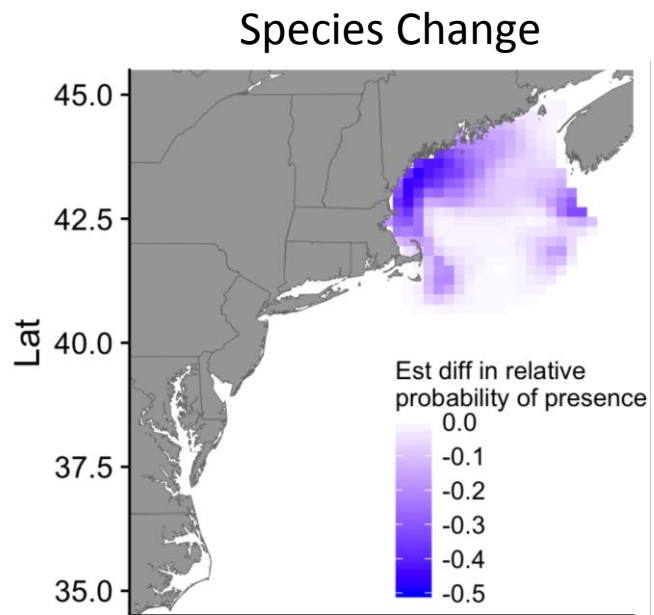 Species Change
45.0
42.5
Lat
40.0
37.5
35.0
Est diff in relative
probability of presence
0.0
-0.1
-0.2
-0.3
-0.4
-0.5